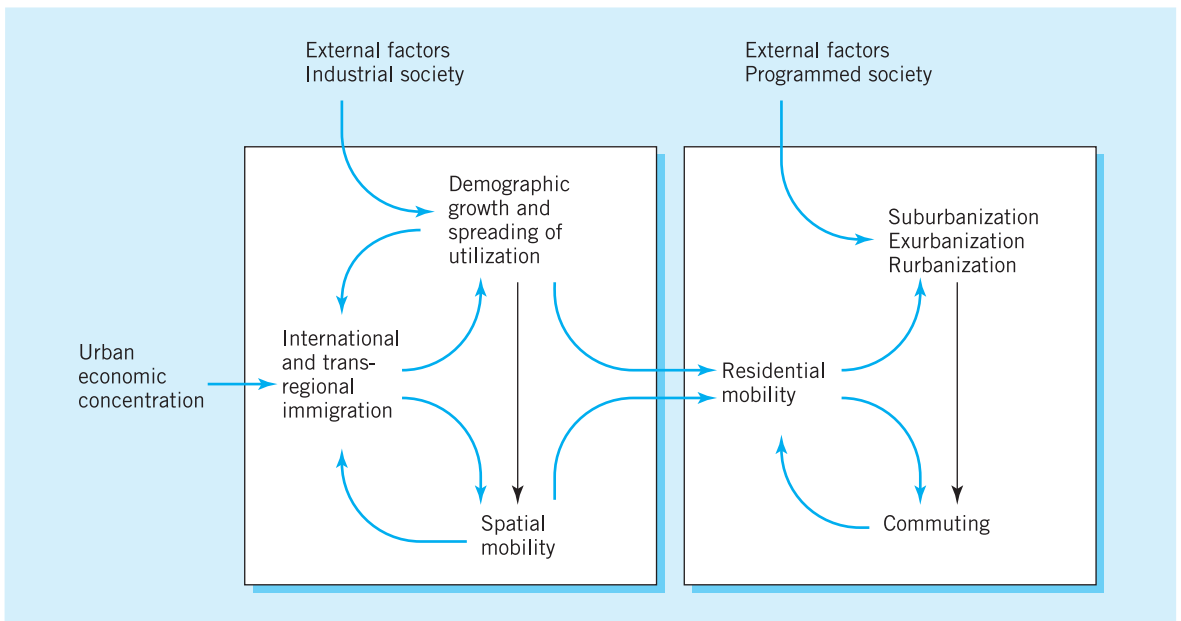 External factors
Industrial society
External factors
Programmed society
Demographic
growth and
spreading of
utilization
Suburbanization
Exurbanization
Rurbanization
Urban
economic
concentration
International
and trans-
regional
immigration
Residential
mobility
Spatial
mobility
Commuting